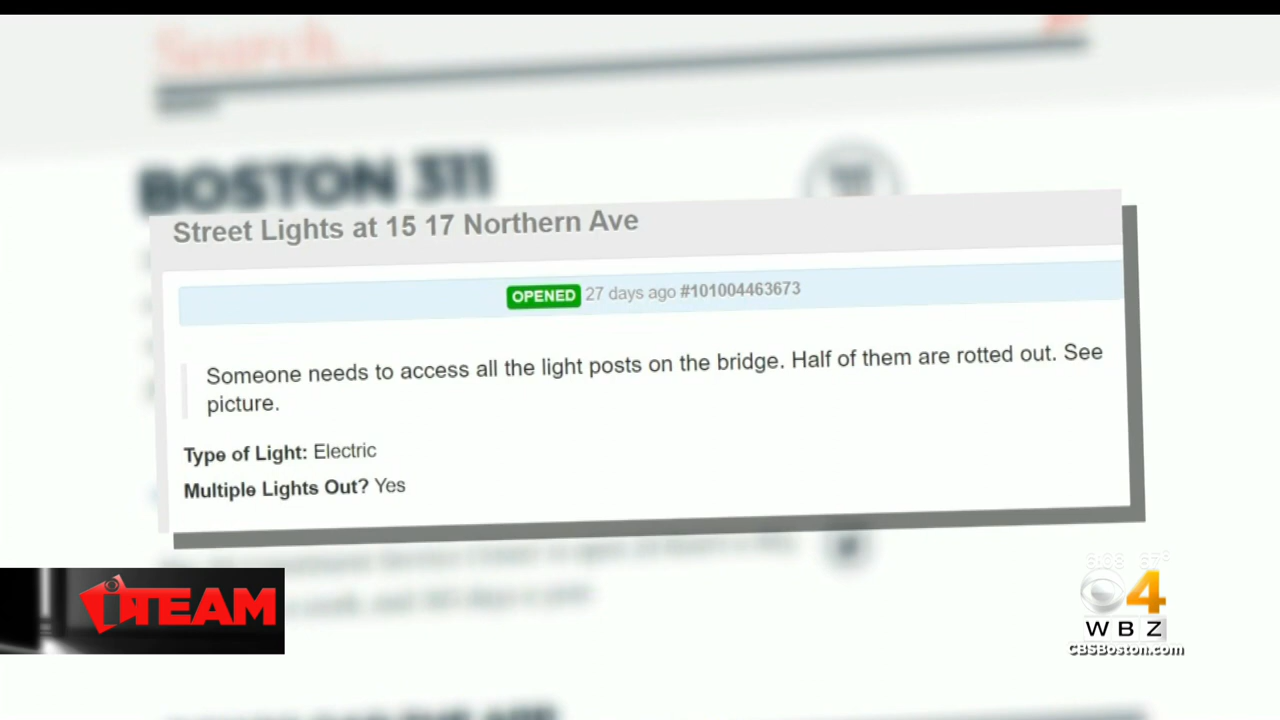 Search...
BOSTON 311
Street Lights at 15 17 Northern Ave
OPENED 27 days ago #101004463673
Someone needs to access all the light posts on the bridge. Half of them are rotted out. See
picture.
Type of Light: Electric
Multiple Lights Out? Yes
iTEAM
4
WBZ
CBSBoston.com